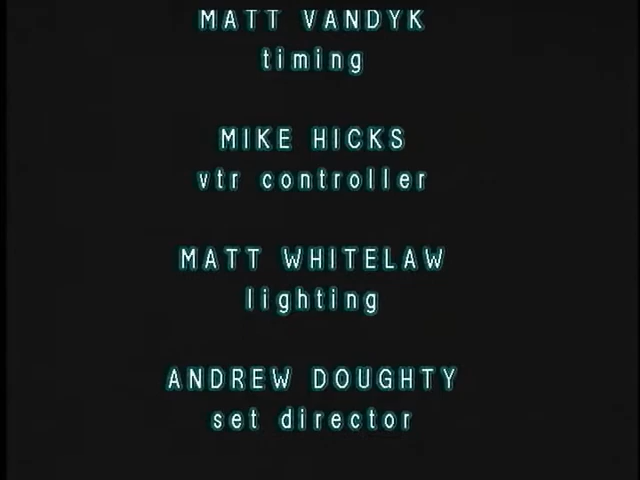 MATT VANDYK
timing
MIKE HICKS
vtr controller
MATT WHITELAW
lighting
ANDREW DOUGHTY
set director